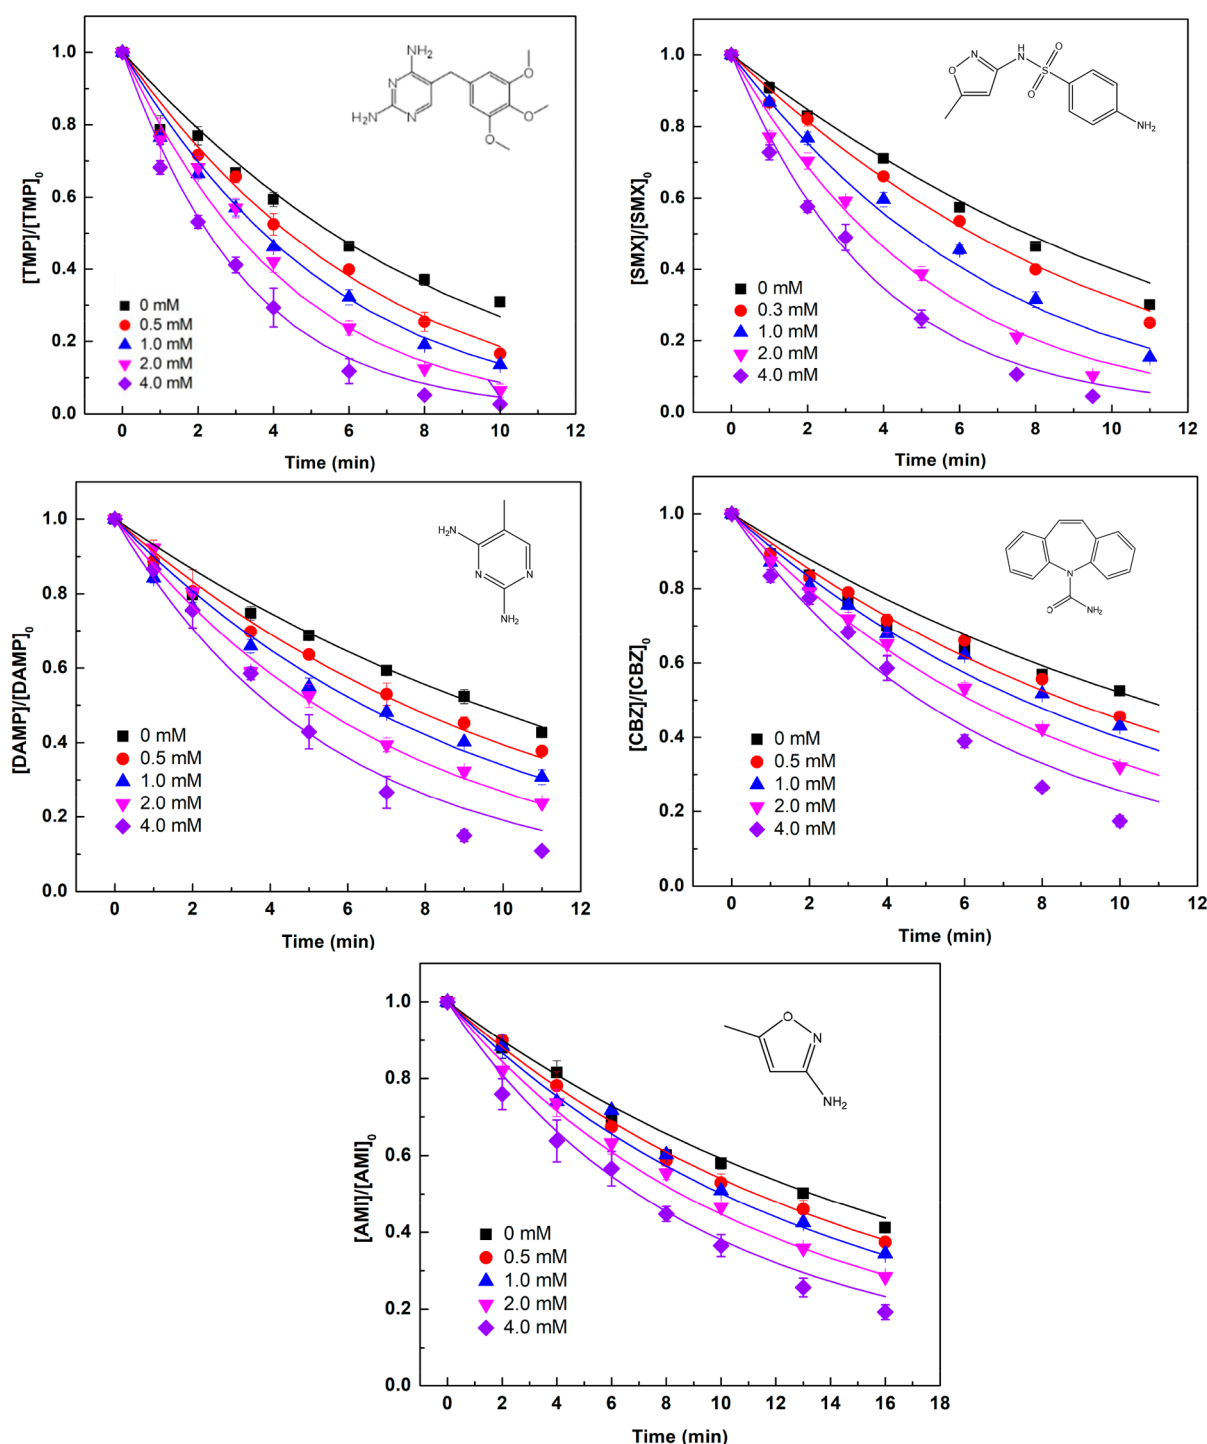 [TMP]/[TMP]0
1.0
0.8
0.6
0.4
0.2
0.0
0 2 4 6 8 10 12
Time (min)
0 mM
0.5 mM
1.0 mM
2.0 mM
4.0 mM
NH2
N
NH2 N
O
O
O
[SMX]/[SMX]0
1.0
0.8
0.6
0.4
0.2
0.0
0 2 4 6 8 10 12
Time (min)
0 mM
0.3 mM
1.0 mM
2.0 mM
4.0 mM
H
N
O
N
O
S
O
NH2
[DAMP]/[DAMP]0
1.0
0.8
0.6
0.4
0.2
0.0
0 2 4 6 8 10 12
Time (min)
0 mM
0.5 mM
1.0 mM
2.0 mM
4.0 mM
H2N
N N
NH2
[CBZ]/[CBZ]0
1.0
0.8
0.6
0.4
0.2
0.0
0 2 4 6 8 10 12
Time (min)
0 mM
0.5 mM
1.0 mM
2.0 mM
4.0 mM
N
O NH2
[AMI]/[AMI]0
1.0
0.8
0.6
0.4
0.2
0.0
0 2 4 6 8 10 12 14 16 18
Time (min)
0 mM
0.5 mM
1.0 mM
2.0 mM
4.0 mM
O
N
NH2